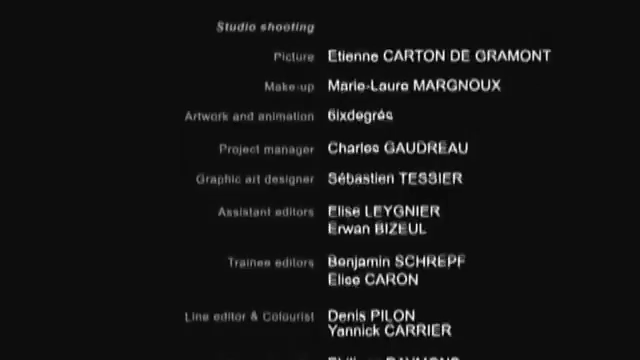 Studio shooting
Picture Etienne CARTON DE GRAMONT
Make-up Marie-Laure MARGNOUX
Artwork and animation 6ixdegrés
Project manager Charles GAUDREAU
Graphic art designer Sébastien TESSIER
Assistant editors Elise LEYGNIER
Erwan BIZEUL
Trainee editors Benjamin SCHREPF
Elise CARON
Line editor & Colourist Denis PILON
Yannick CARRIER